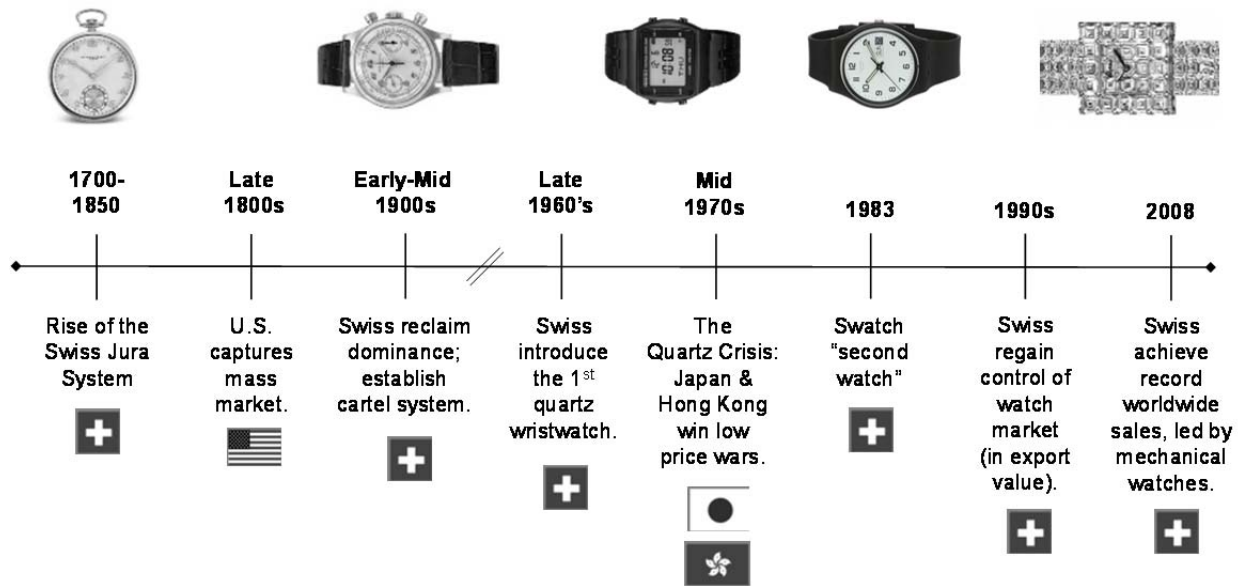 10:08
THU
1700-
1850
Late
1800s
Early-Mid
1900s
Late
1960’s
Mid
1970s
1983
1990s
2008
Rise of the
Swiss Jura
System
U.S.
captures
mass
market.
Swiss reclaim
dominance;
establish
cartel system.
Swiss
introduce
the 1st
quartz
wristwatch.
The
Quartz Crisis:
Japan &
Hong Kong
win low
price wars.
Swatch
“second
watch”
Swiss
regain
control of
watch
market
(in export
value).
Swiss
achieve
record
worldwide
sales, led by
mechanical
watches.